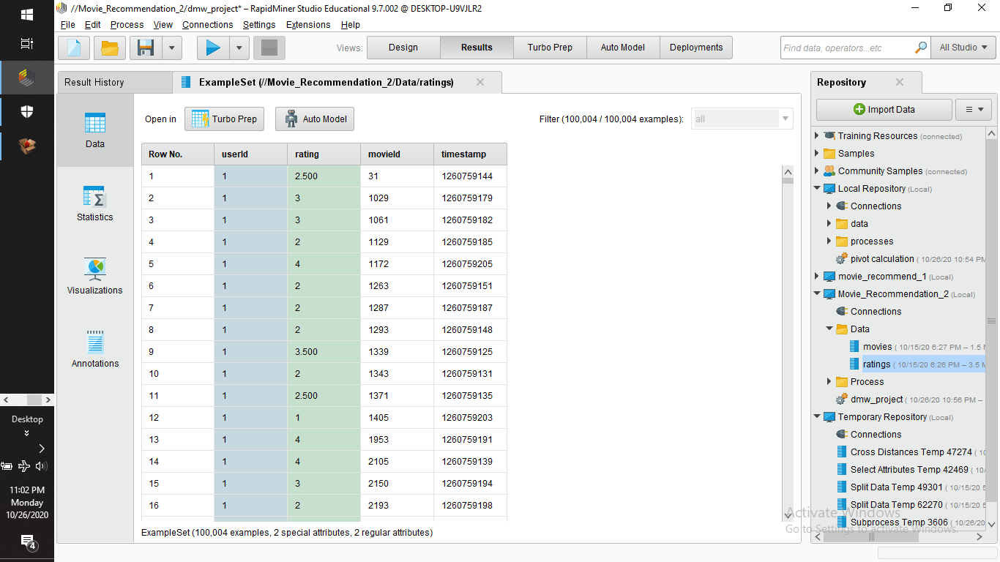 //Movie_Recommendation_2/dmw_project* – RapidMiner Studio Educational 9.7.002 @ DESKTOP-U9VJLR2
File Edit Process View Connections Settings Extensions Help
Views: Design Results Turbo Prep Auto Model Deployments
Find data, operators...etc All Studio
Result History
ExampleSet (//Movie_Recommendation_2/Data/ratings)
Data
Statistics
Visualizations
Annotations
Open in Turbo Prep Auto Model Filter (100,004 / 100,004 examples): all
Row No. userId rating movieId timestamp
1 1 2.500 31 1260759144
2 1 3 1029 1260759179
3 1 3 1061 1260759182
4 1 2 1129 1260759185
5 1 4 1172 1260759205
6 1 2 1263 1260759151
7 1 2 1287 1260759187
8 1 2 1293 1260759148
9 1 3.500 1339 1260759125
10 1 2 1343 1260759131
11 1 2.500 1371 1260759135
12 1 1 1405 1260759203
13 1 4 1953 1260759191
14 1 4 2105 1260759139
15 1 3 2150 1260759194
16 1 2 2193 1260759198
ExampleSet (100,004 examples, 2 special attributes, 2 regular attributes)
Repository
Import Data
Training Resources (connected)
Samples
Community Samples (connected)
Local Repository (Local)
Connections
data
processes
pivot calculation ( 10/26/20 10:54 PM
movie_recommend_1 (Local)
Movie_Recommendation_2 (Local)
Connections
Data
movies ( 10/15/20 6:27 PM – 1.5
ratings ( 10/15/20 6:26 PM – 3.5
Process
dmw_project ( 10/26/20 10:56 PM –
Temporary Repository (Local)
Connections
Cross Distances Temp 47274 ( 10
Select Attributes Temp 42469 ( 10/
Split Data Temp 49301 ( 10/15/20
Split Data Temp 62270 ( 10/15/20
Subprocess Temp 3606 ( 10/26/20
Activate Windows
Go to Settings to activate Windows.
Desktop
11:02 PM
Monday
10/26/2020
4